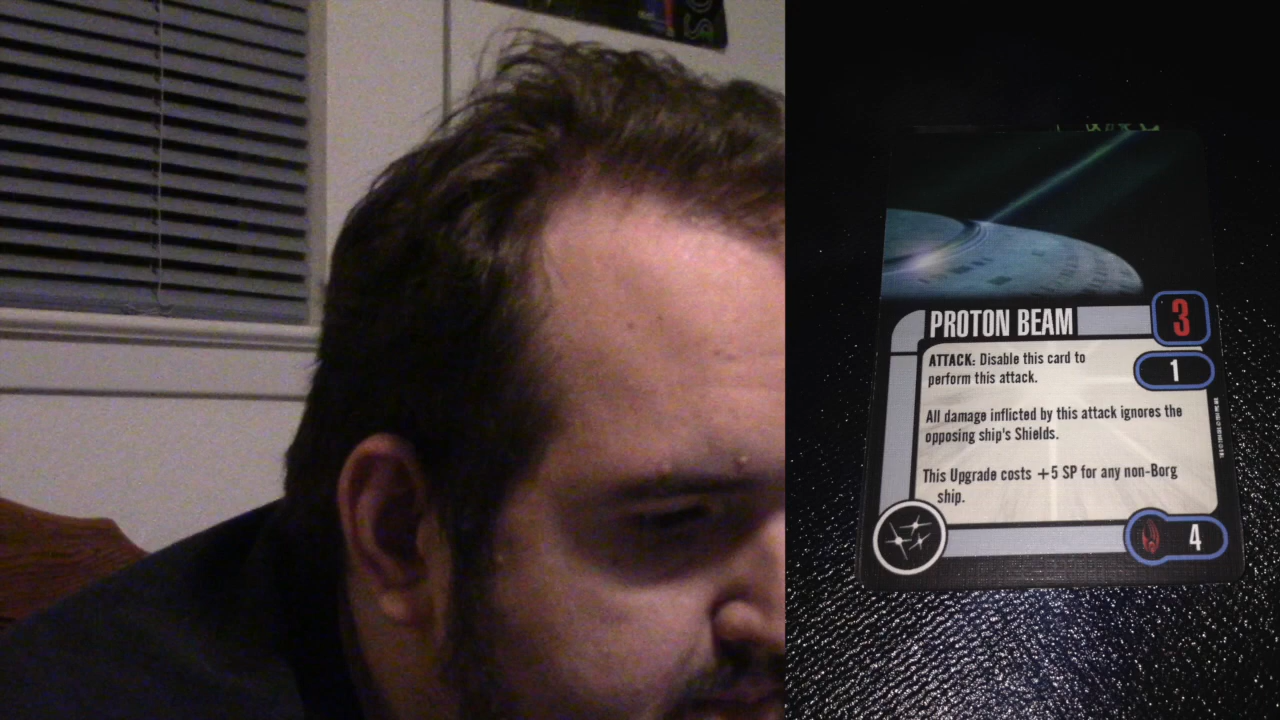 PROTON BEAM
3
ATTACK: Disable this card to
perform this attack.
1
All damage inflicted by this attack ignores the
opposing ship's Shields.
This Upgrade costs +5 SP for any non-Borg
ship.
4